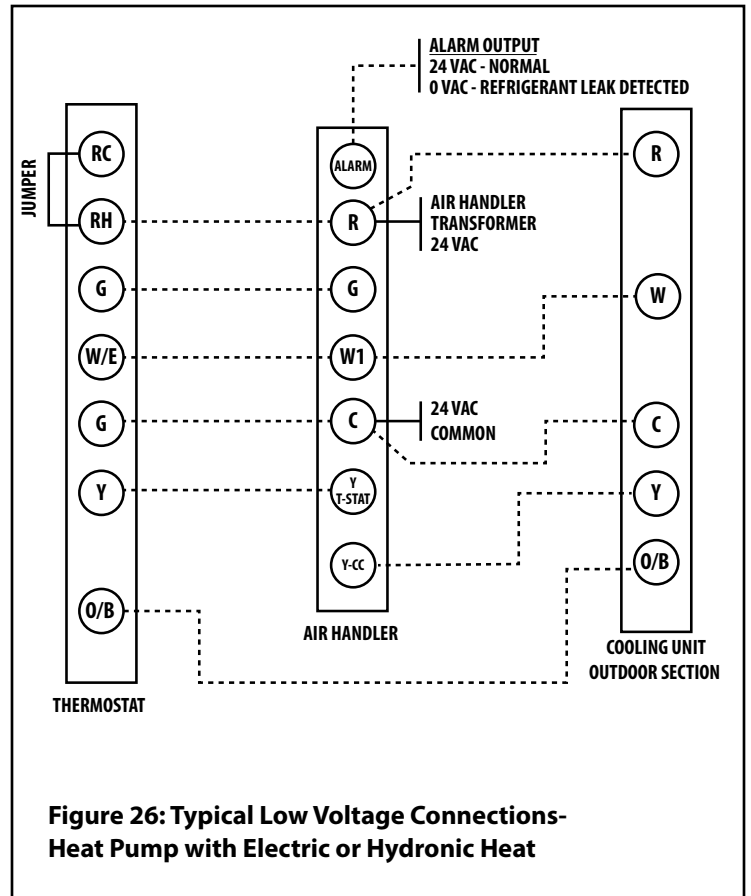 ALARM OUTPUT
24 VAC - NORMAL
0 VAC - REFRIGERANT LEAK DETECTED
JUMPER
RC
RH
G
W/E
G
Y
O/B
THERMOSTAT
ALARM
R
G
W1
C
Y
T-STAT
Y-CC
AIR HANDLER
AIR HANDLER
TRANSFORMER
24 VAC
24 VAC
COMMON
R
W
C
Y
O/B
COOLING UNIT
OUTDOOR SECTION
Figure 26: Typical Low Voltage Connections-
Heat Pump with Electric or Hydronic Heat